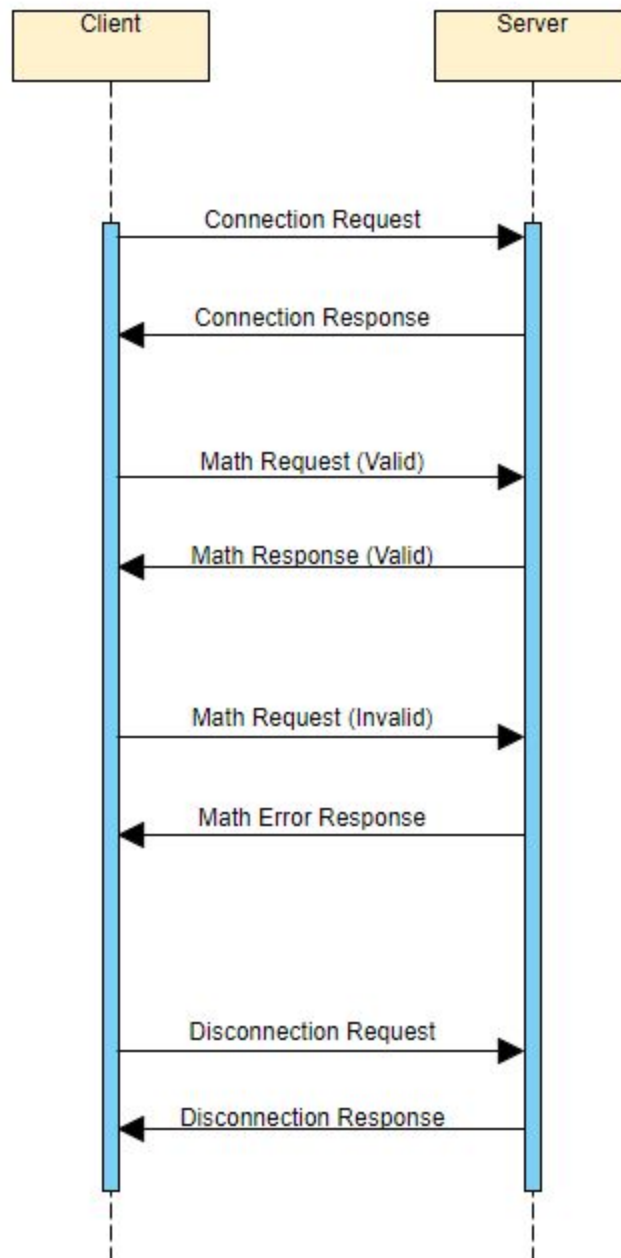 Client
Server
Connection Request
Connection Response
Math Request (Valid)
Math Response (Valid)
Math Request (Invalid)
Math Error Response
Disconnection Request
Disconnection Response